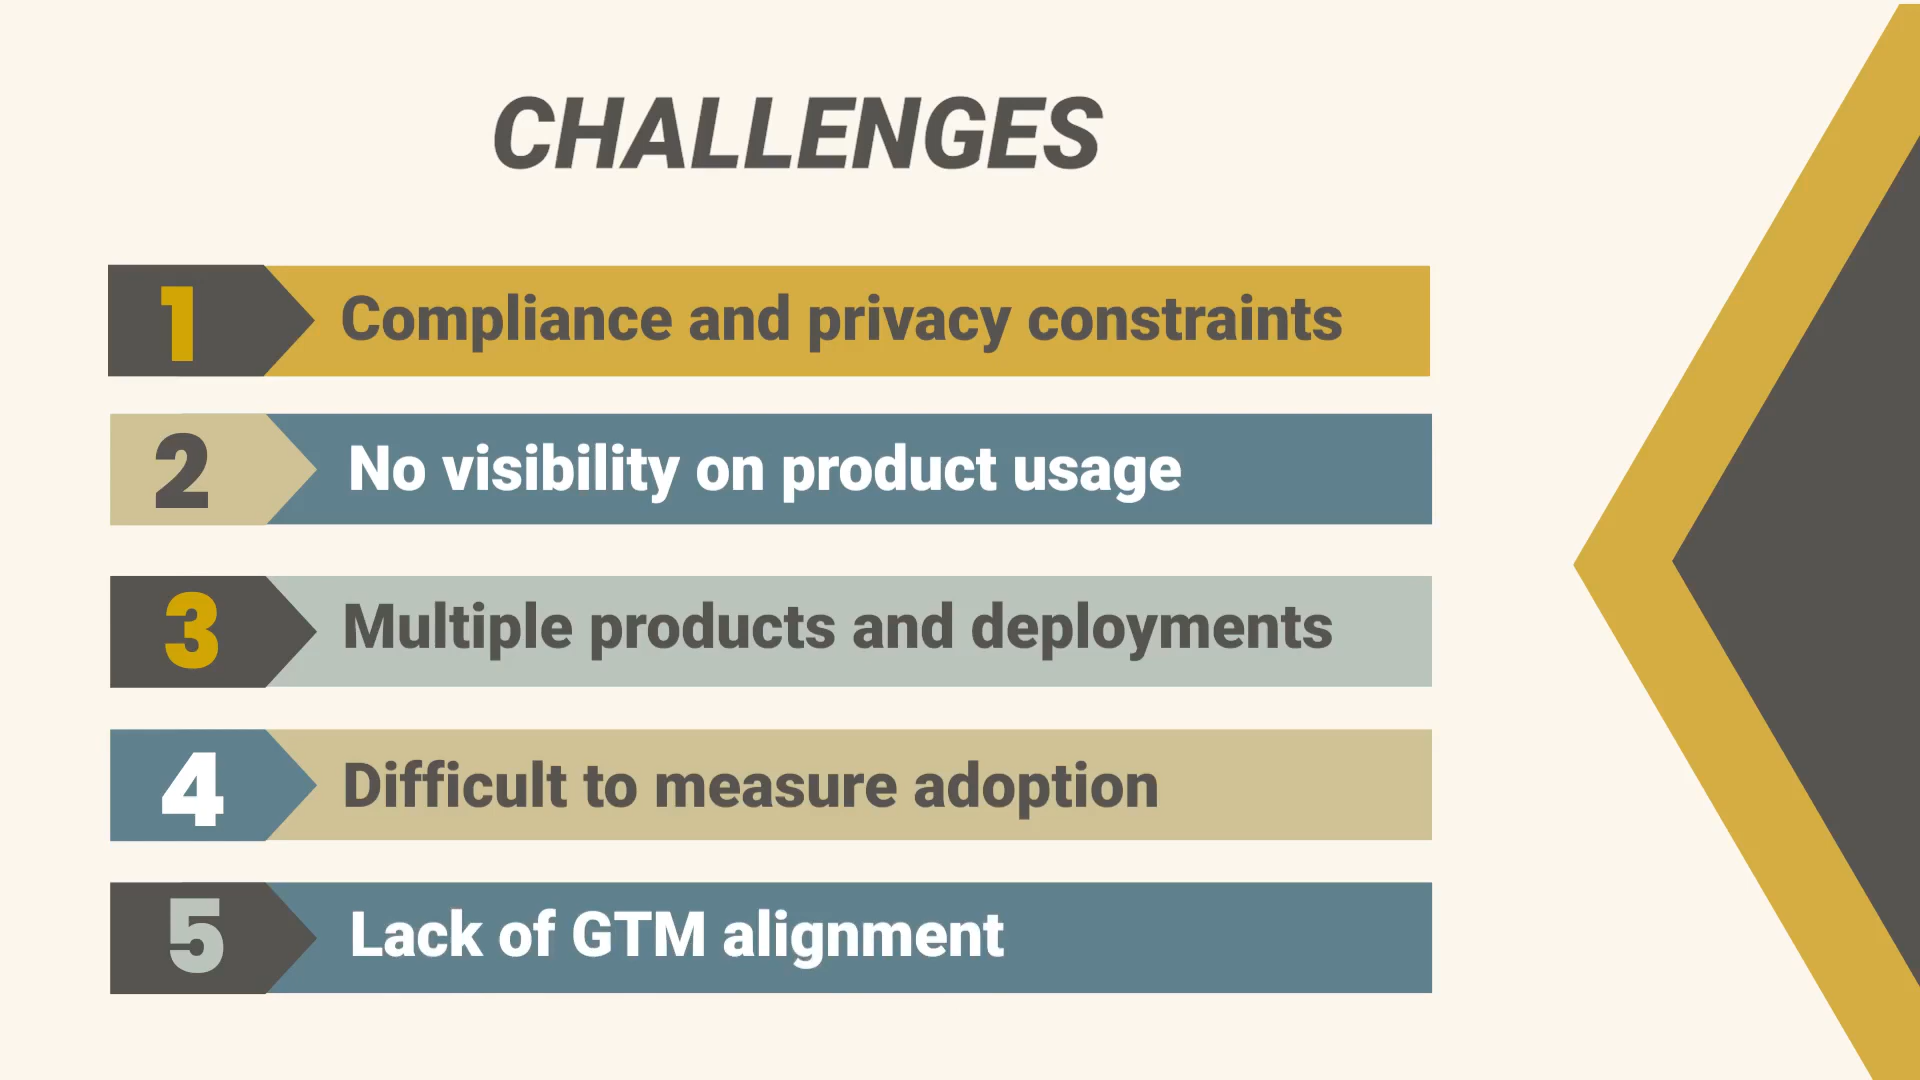 CHALLENGES
1 Compliance and privacy constraints
2 No visibility on product usage
3 Multiple products and deployments
4 Difficult to measure adoption
5 Lack of GTM alignment